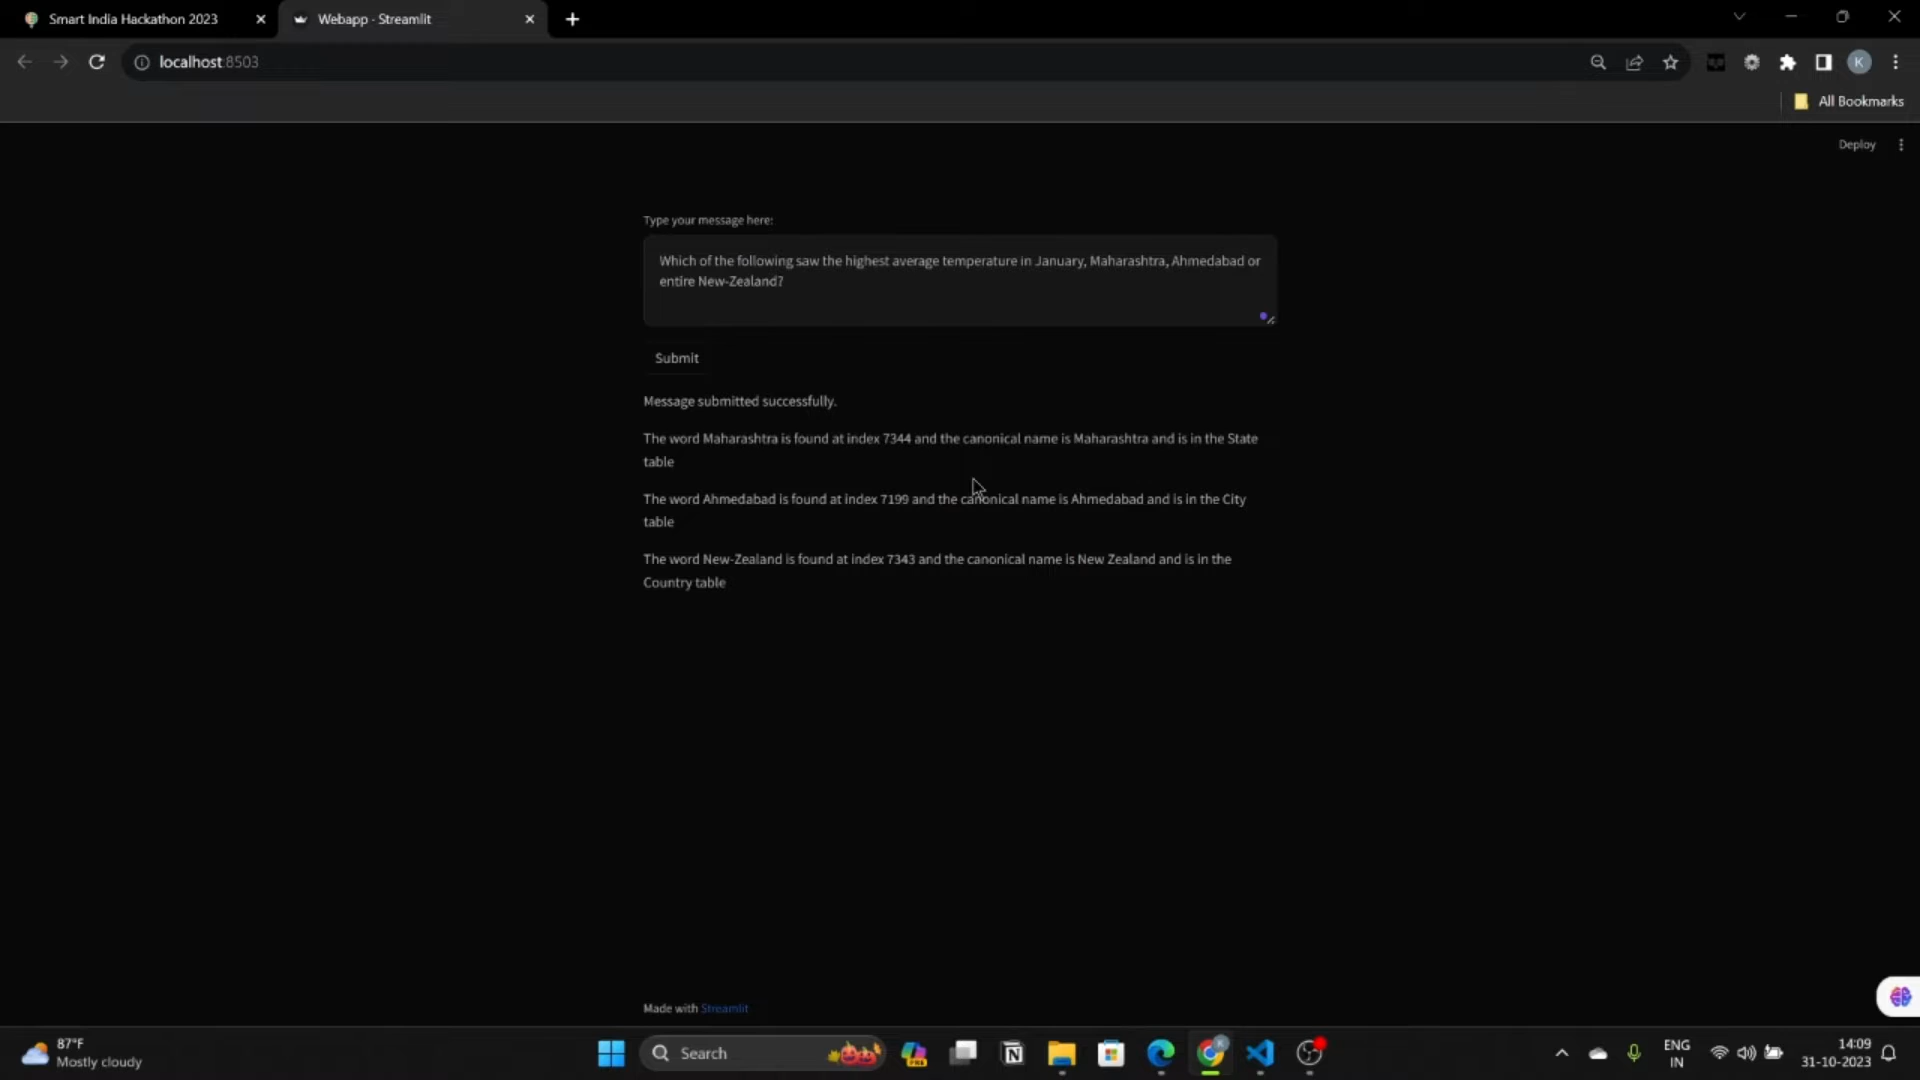 Smart India Hackathon 2023
Webapp · Streamlit
localhost:8503
K
All Bookmarks
Deploy
Type your message here:
Which of the following saw the highest average temperature in January, Maharashtra, Ahmedabad or
entire New-Zealand?
Submit
Message submitted successfully.
The word Maharashtra is found at index 7344 and the canonical name is Maharashtra and is in the State
table
The word Ahmedabad is found at index 7199 and the canonical name is Ahmedabad and is in the City
table
The word New-Zealand is found at index 7343 and the canonical name is New Zealand and is in the
Country table
Made with Streamlit
87°F
Mostly cloudy
Search
ENG
IN
14:09
31-10-2023